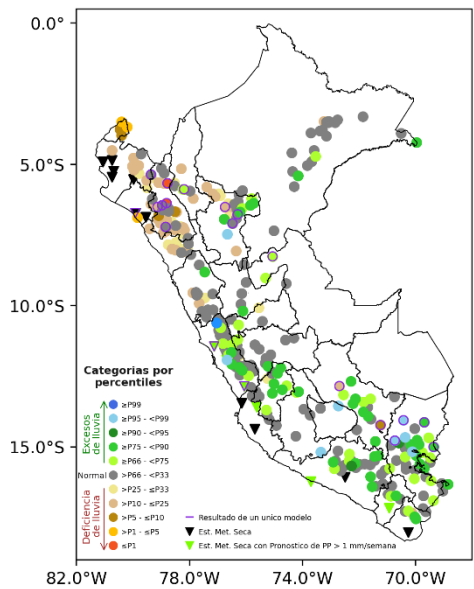 0.0°
5.0°S
10.0°S
15.0°S
82.0°W
78.0°W
74.0°W
70.0°W
Categorias por
percentiles
Excesos
de lluvia
Normal
Deficiencia
de lluvia
≥P99
≥P95 - <P99
≥P90 - <P95
≥P75 - <P90
≥P66 - <P75
>P66 - <P33
>P25 - ≤P33
>P10 - ≤P25
>P5 - ≤P10
>P1 - ≤P5
≤P1
Resultado de un unico modelo
Est. Met. Seca
Est. Met. Seca con Pronostico de PP > 1 mm/semana